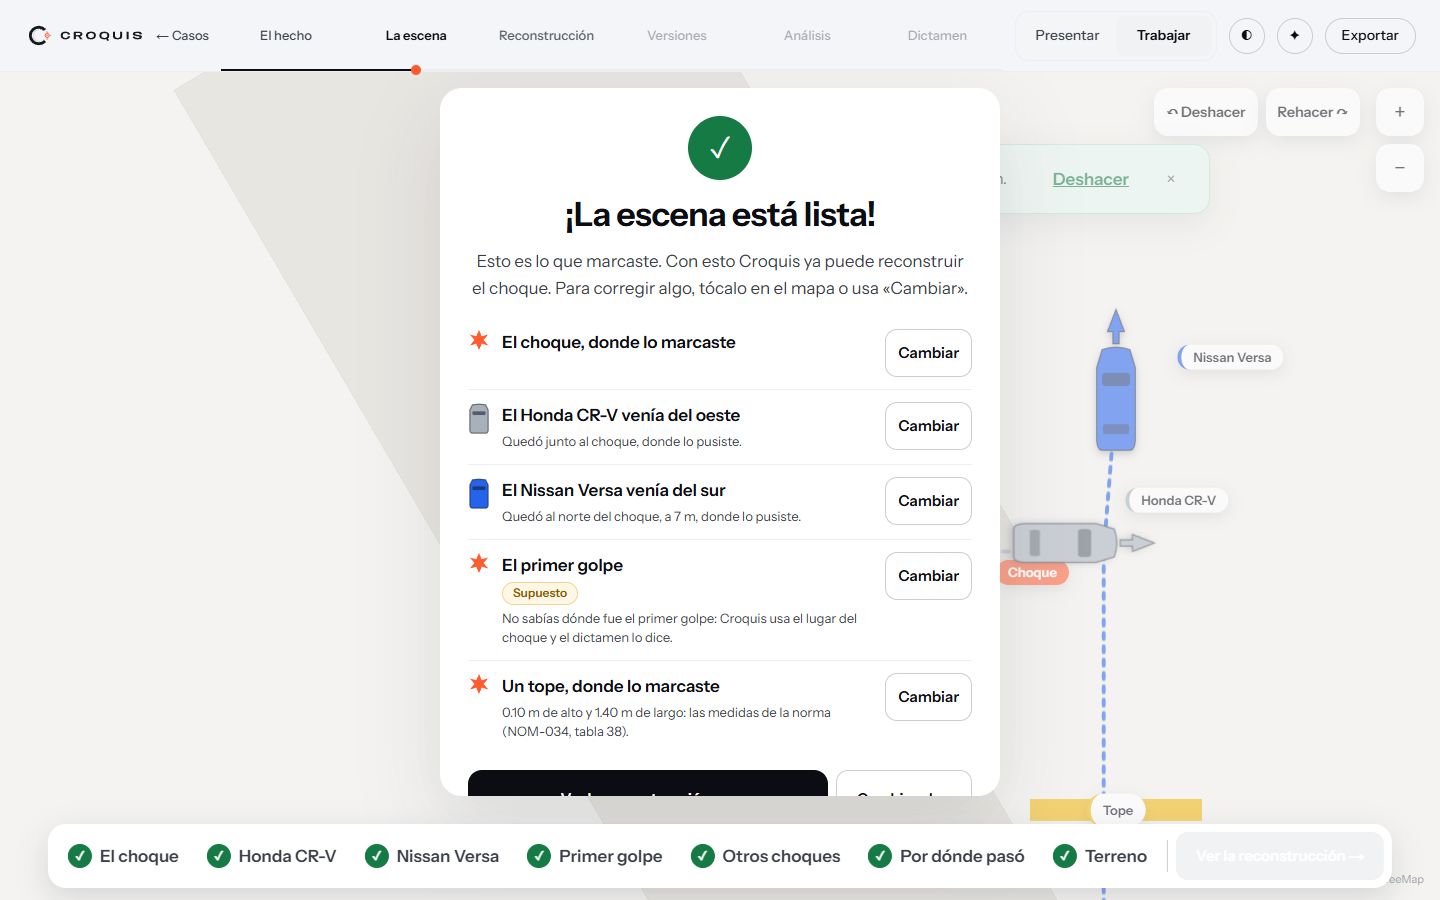 CROQUIS
← Casos
El hecho
La escena
Reconstrucción
Versiones
Análisis
Dictamen
Presentar
Trabajar
Exportar
Deshacer
Rehacer
+
Deshacer
×
−
¡La escena está lista!
Esto es lo que marcaste. Con esto Croquis ya puede reconstruir
el choque. Para corregir algo, tócalo en el mapa o usa «Cambiar».
El choque, donde lo marcaste
Cambiar
El Honda CR-V venía del oeste
Quedó junto al choque, donde lo pusiste.
Cambiar
El Nissan Versa venía del sur
Quedó al norte del choque, a 7 m, donde lo pusiste.
Cambiar
El primer golpe
Supuesto
No sabías dónde fue el primer golpe: Croquis usa el lugar del
choque y el dictamen lo dice.
Cambiar
Un tope, donde lo marcaste
0.10 m de alto y 1.40 m de largo: las medidas de la norma
(NOM-034, tabla 38).
Cambiar
Nissan Versa
Honda CR-V
Choque
Tope
El choque
Honda CR-V
Nissan Versa
Primer golpe
Otros choques
Por dónde pasó
Terreno
Ver la reconstrucción →